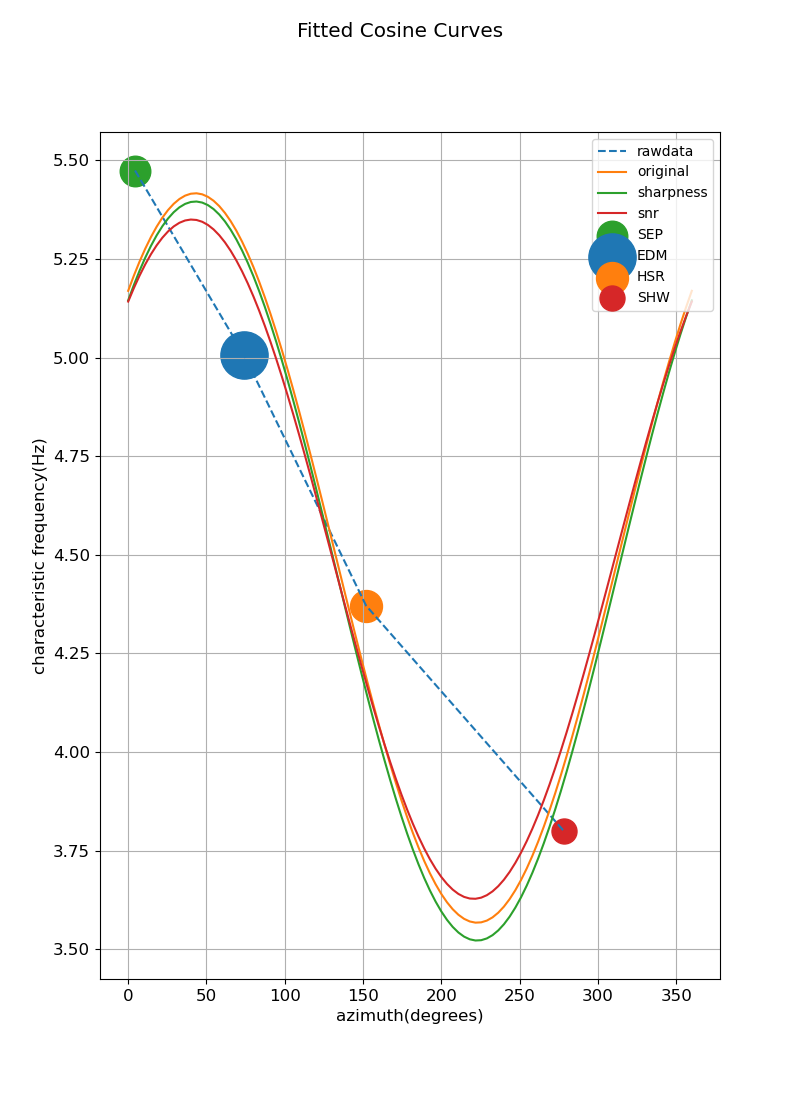 Fitted Cosine Curves
rawdata
original
sharpness
snr
SEP
EDM
HSR
SHW
characteristic frequency(Hz)
5.50
5.25
5.00
4.75
4.50
4.25
4.00
3.75
3.50
0 50 100 150 200 250 300 350
azimuth(degrees)